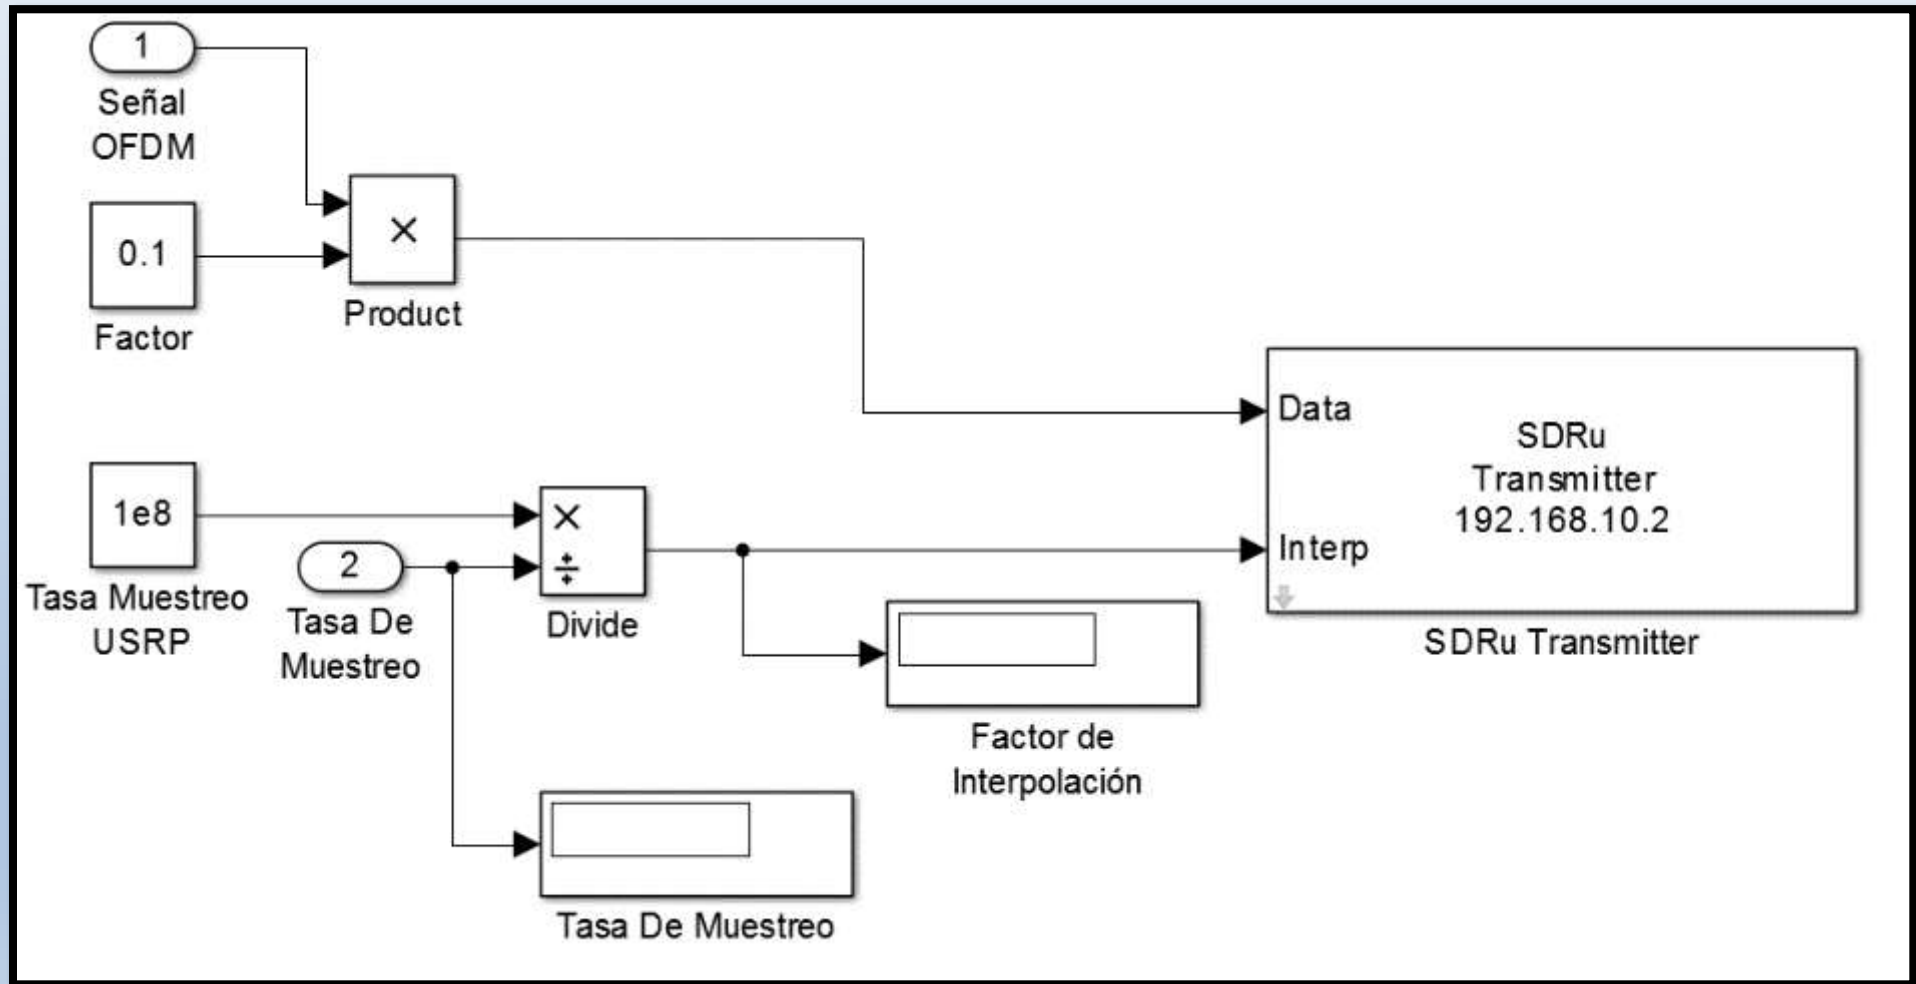 1
Señal
OFDM
0.1
Factor
×
Product
1e8
Tasa Muestreo
USRP
2
Tasa De
Muestreo
×
÷
Divide
Tasa De Muestreo
Factor de
Interpolación
Data
Interp
SDRu
Transmitter
192.168.10.2
SDRu Transmitter